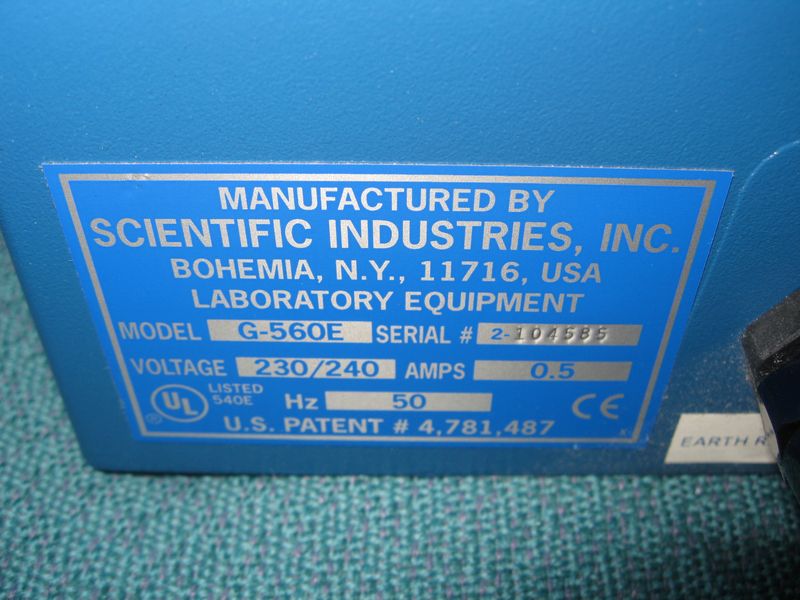 MANUFACTURED BY
SCIENTIFIC INDUSTRIES, INC.
BOHEMIA, N.Y., 11716, USA
LABORATORY EQUIPMENT
MODEL G-560E SERIAL # 2-104585
VOLTAGE 230/240 AMPS 0.5
UL LISTED 540E Hz 50 CE
U.S. PATENT # 4,781,487
EARTH R